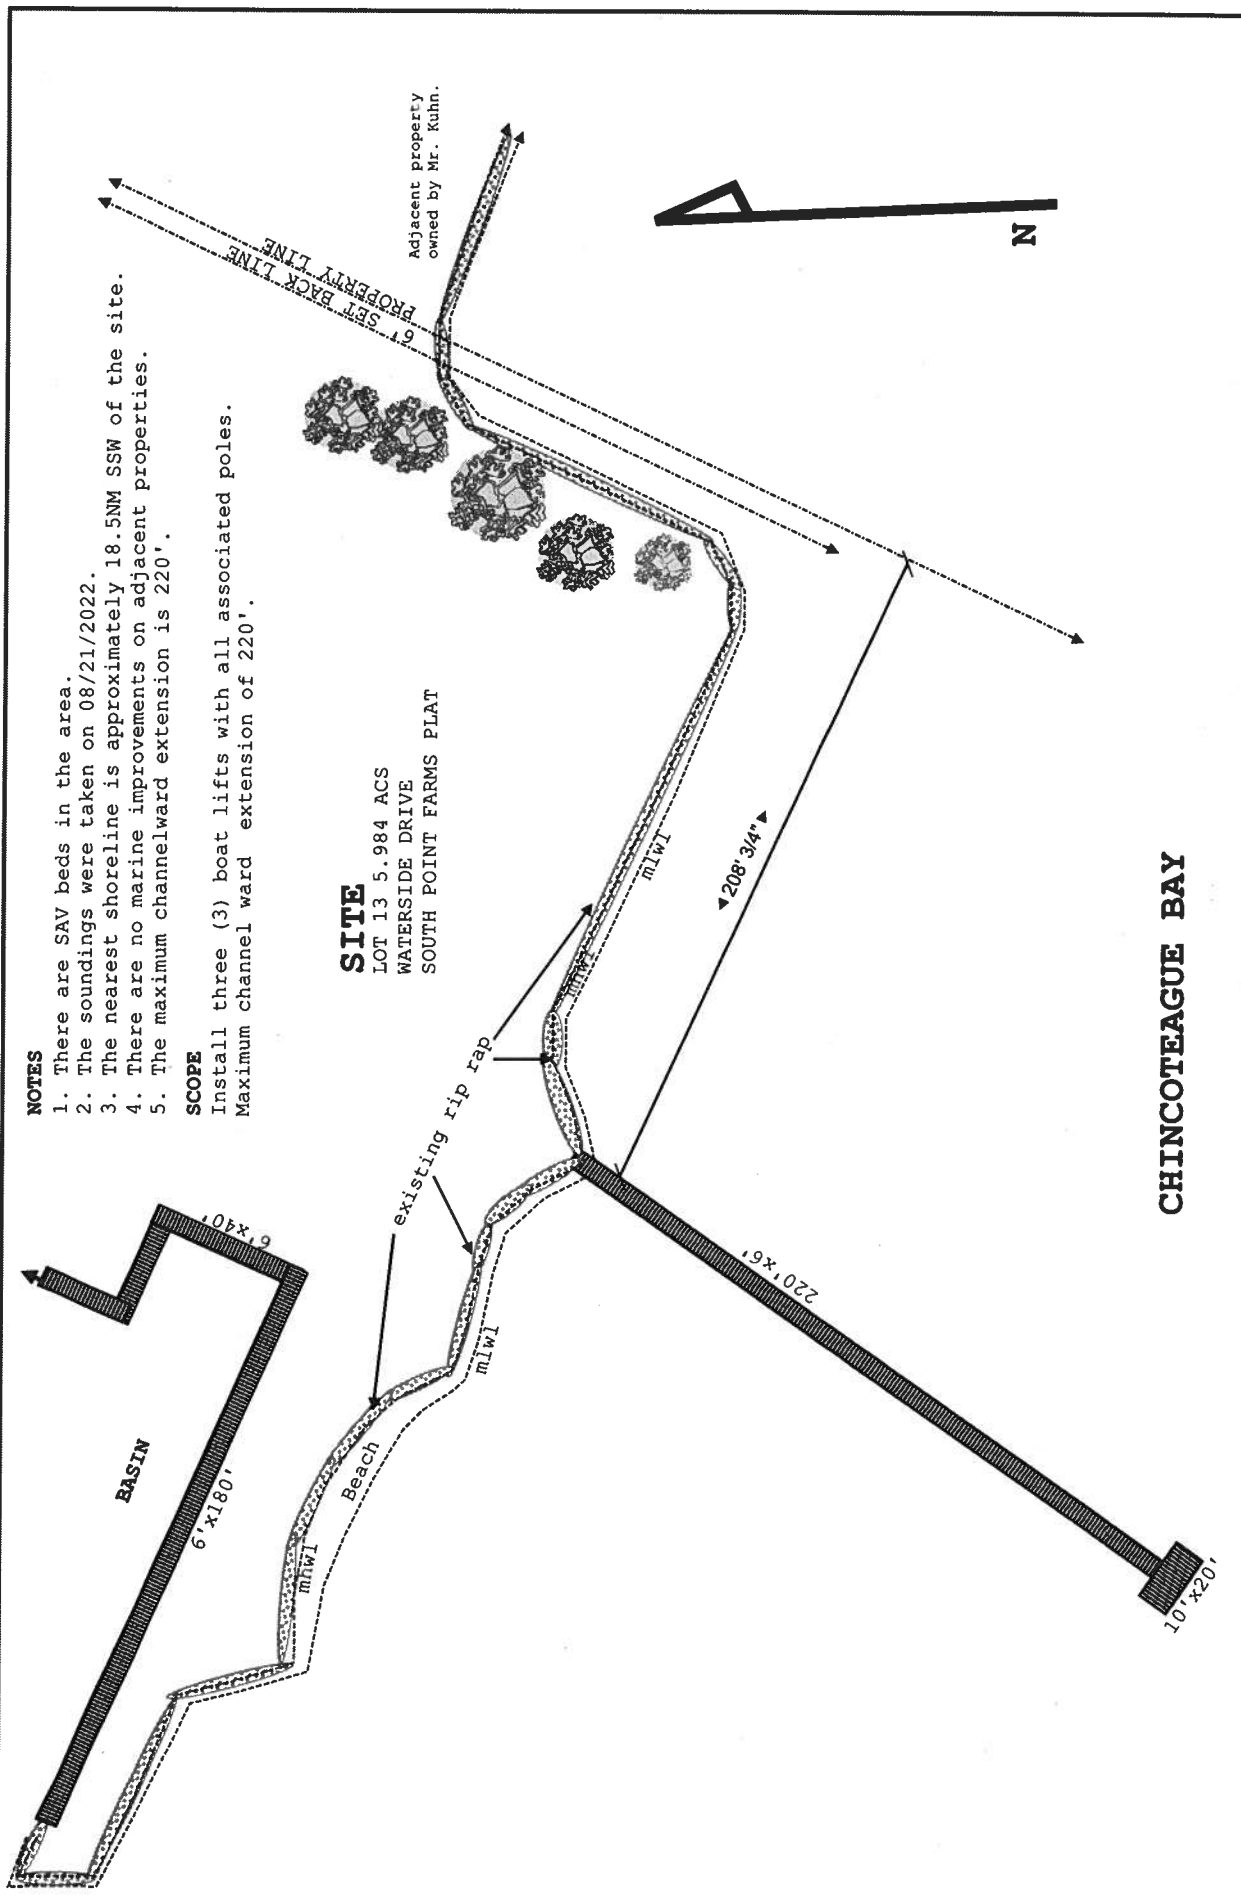 NOTES
1. There are SAV beds in the area.
2. The soundings were taken on 08/21/2022.
3. The nearest shoreline is approximately 18.5NM SSW of the site.
4. There are no marine improvements on adjacent properties.
5. The maximum channelward extension is 220'.
SCOPE
Install three (3) boat lifts with all associated poles.
Maximum channel ward extension of 220'.
SITE
LOT 13 5.984 ACS
WATERSIDE DRIVE
SOUTH POINT FARMS PLAT
Adjacent property
owned by Mr. Kuhn.
PROPERTY LINE
6' SET BACK LINE
N
BASIN
6'x40'
6'x180'
existing rip rap
Beach
mhwl
mlwl
mhwl
mlwl
208' 3/4"
220'x6'
10'x20'
CHINCOTEAGUE BAY